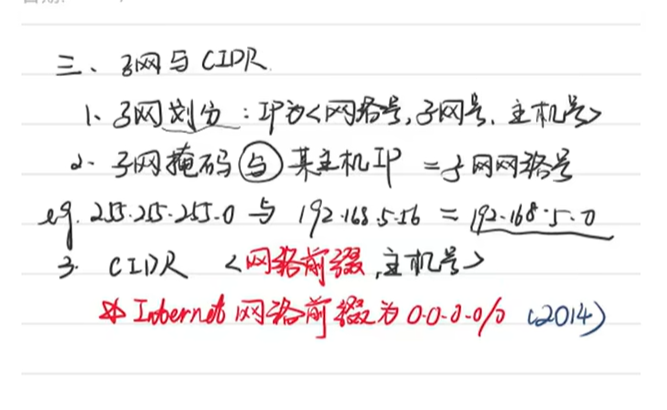 三、子网与CIDR
1、子网划分：IP为<网络号,子网号,主机号>
2、子网掩码 与 某主机IP = 子网网络号
eg. 255.255.255.0 与 192.168.5.56 = 192.168.5.0
3. CIDR <网络前缀,主机号>
☆ Internet 网络前缀为 0.0.0.0/0 (2014)